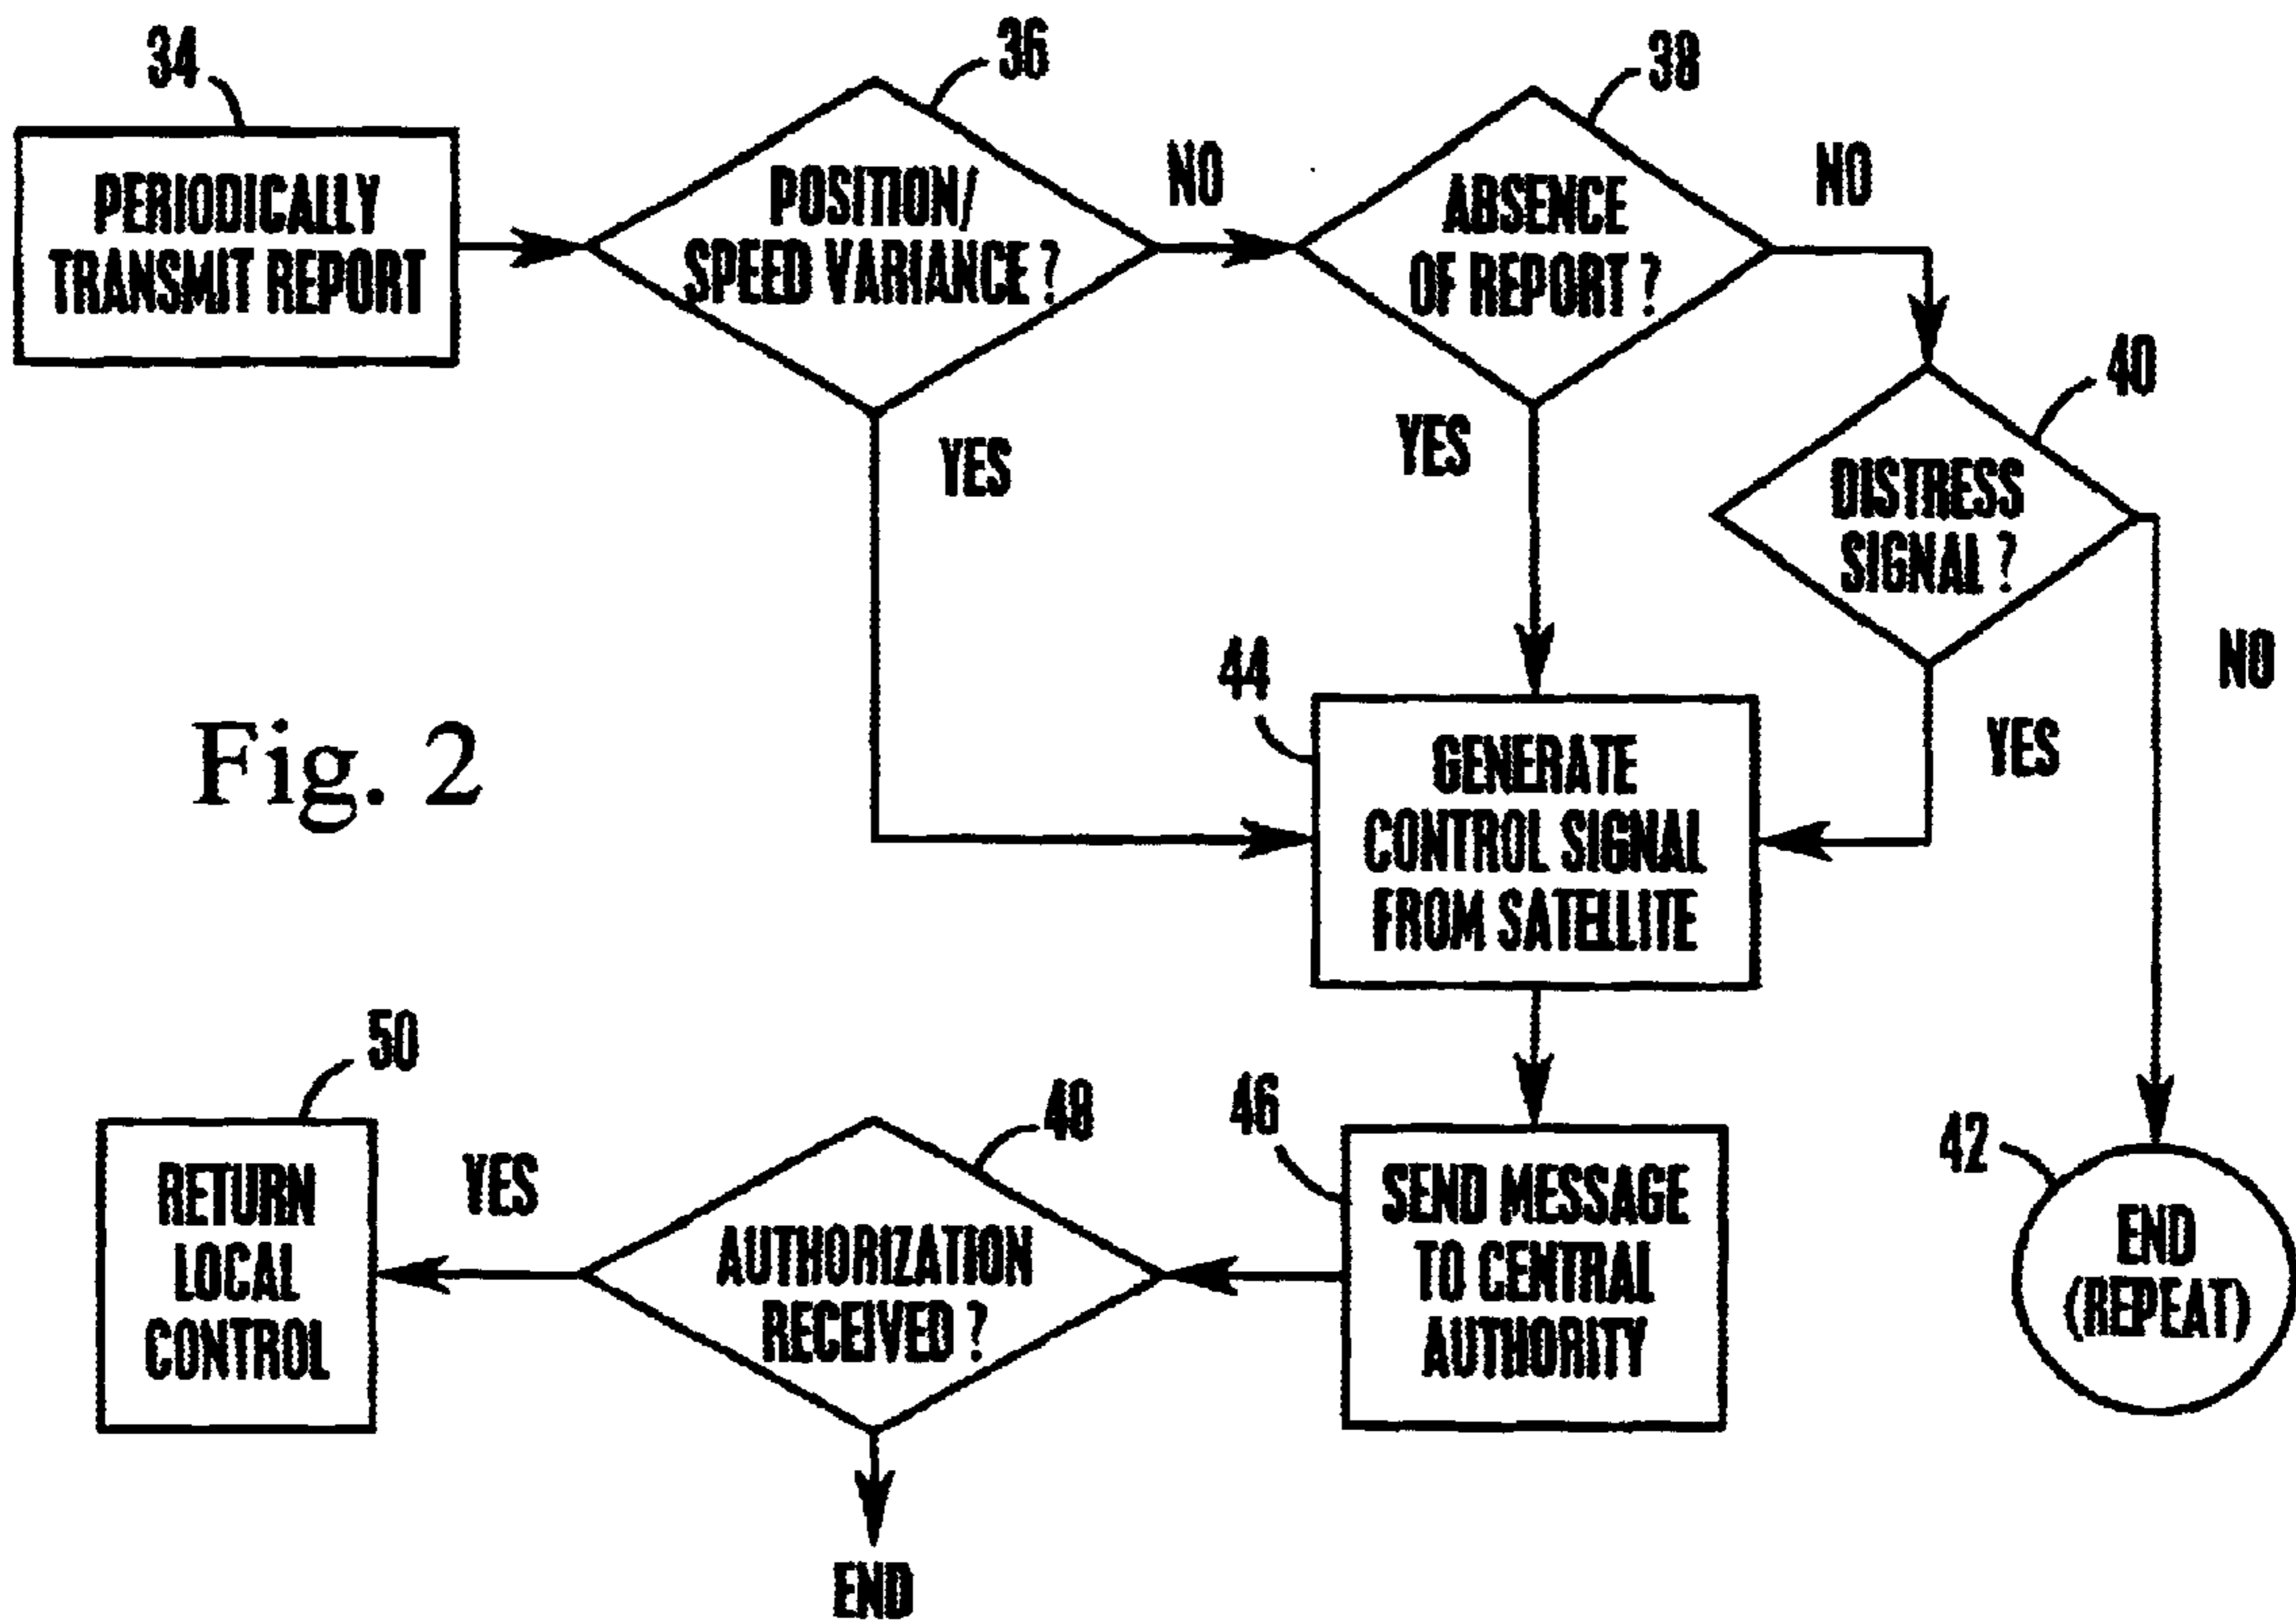 34
36
38
PERIODICALLY
TRANSMIT REPORT
POSITION/
SPEED VARIANCE?
NO
ABSENCE
OF REPORT?
NO
40
YES
YES
DISTRESS
SIGNAL?
NO
44
Fig. 2
GENERATE
CONTROL SIGNAL
FROM SATELLITE
YES
50
48
46
42
RETURN
LOCAL
CONTROL
YES
AUTHORIZATION
RECEIVED?
SEND MESSAGE
TO CENTRAL
AUTHORITY
END
(REPEAT)
END